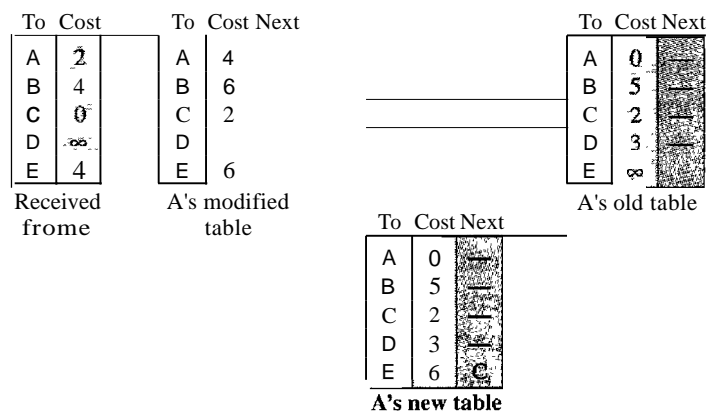 To Cost
A 2
B 4
C 0
D ∞
E 4
Received
frome
To Cost Next
A 4
B 6
C 2
D
E 6
A's modified
table
To Cost Next
A 0 —
B 5 —
C 2 —
D 3 —
E ∞
A's old table
To Cost Next
A 0 —
B 5 —
C 2 —
D 3 —
E 6 C
A's new table